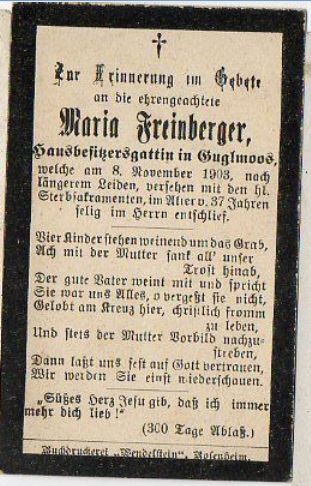 Zur Erinnerung im Gebete
an die ehrengeachtete
Maria Freinberger,
Hausbesitzersgattin in Guglmoos,
welche am 8. November 1903, nach
längerem Leiden, versehen mit den hl.
Sterbsakramenten, im Alter v. 37 Jahren
selig im Herrn entschlief.
Vier Kinder stehen weinend um das Grab,
Ach mit der Mutter sank all' unser
Trost hinab,
Der gute Vater weint mit und spricht
Sie war uns Alles, o vergeßt sie nicht,
Gelobt am Kreuz hier, christlich fromm
zu leben,
Und stets der Mutter Vorbild nachzu-
streben,
Dann laßt uns fest auf Gott vertrauen,
Wir werden Sie einst wiederschauen.
„Süßes Herz Jesu gib, daß ich immer
mehr dich lieb!“
(300 Tage Ablaß.)
Buchdruckerei „Wendelstein“, Rosenheim.